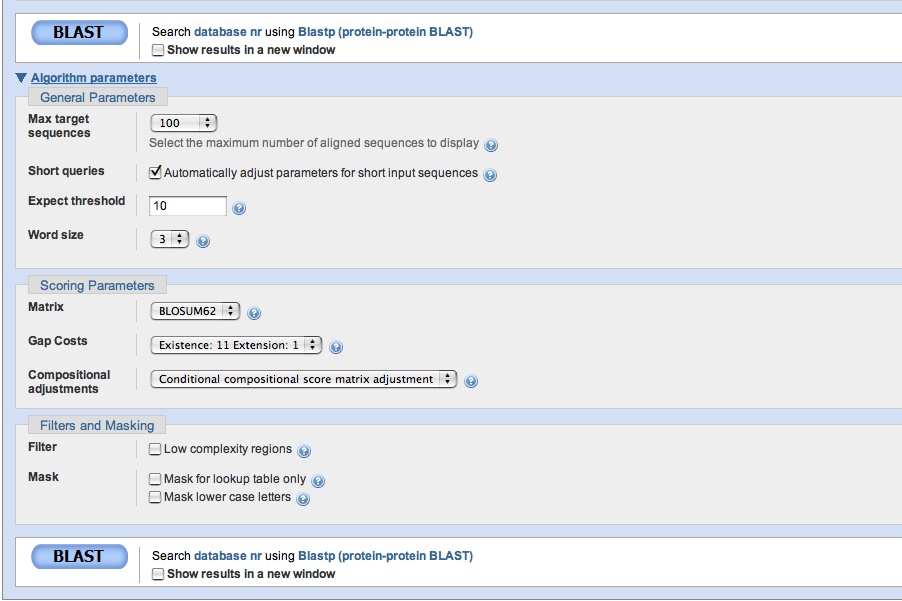 BLAST
Search database nr using Blastp (protein-protein BLAST)
Show results in a new window
Algorithm parameters
General Parameters
Max target
sequences
100
Select the maximum number of aligned sequences to display
Short queries
Automatically adjust parameters for short input sequences
Expect threshold
10
Word size
3
Scoring Parameters
Matrix
BLOSUM62
Gap Costs
Existence: 11 Extension: 1
Compositional
adjustments
Conditional compositional score matrix adjustment
Filters and Masking
Filter
Low complexity regions
Mask
Mask for lookup table only
Mask lower case letters
BLAST
Search database nr using Blastp (protein-protein BLAST)
Show results in a new window